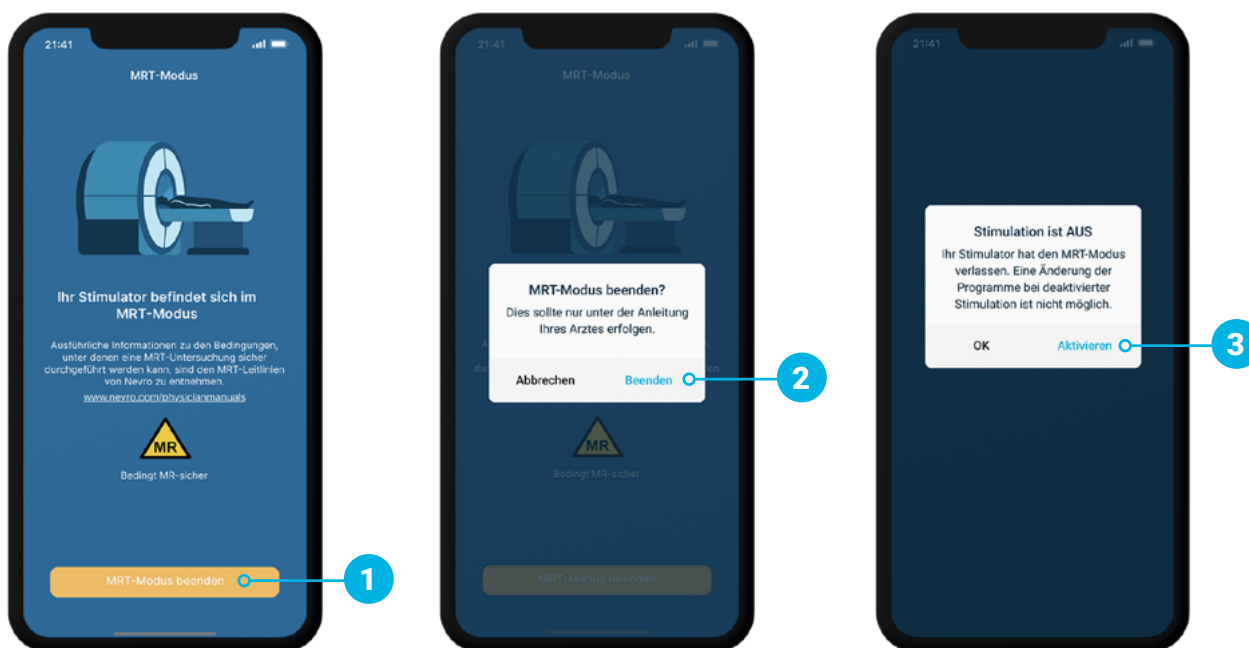 21:41
MRT-Modus
Ihr Stimulator befindet sich im
MRT-Modus
Ausführliche Informationen zu den Bedingungen,
unter denen eine MRT-Untersuchung sicher
durchgeführt werden kann, sind den MRT-Leitlinien
von Nevro zu entnehmen.
www.nevro.com/physicianmanuals
MR
Bedingt MR-sicher
MRT-Modus beenden
1
21:41
MRT-Modus
MRT-Modus beenden?
Dies sollte nur unter der Anleitung
Ihres Arztes erfolgen.
Abbrechen Beenden
2
MR
Bedingt MR-sicher
MRT-Modus beenden
21:41
Stimulation ist AUS
Ihr Stimulator hat den MRT-Modus
verlassen. Eine Änderung der
Programme bei deaktivierter
Stimulation ist nicht möglich.
OK Aktivieren
3